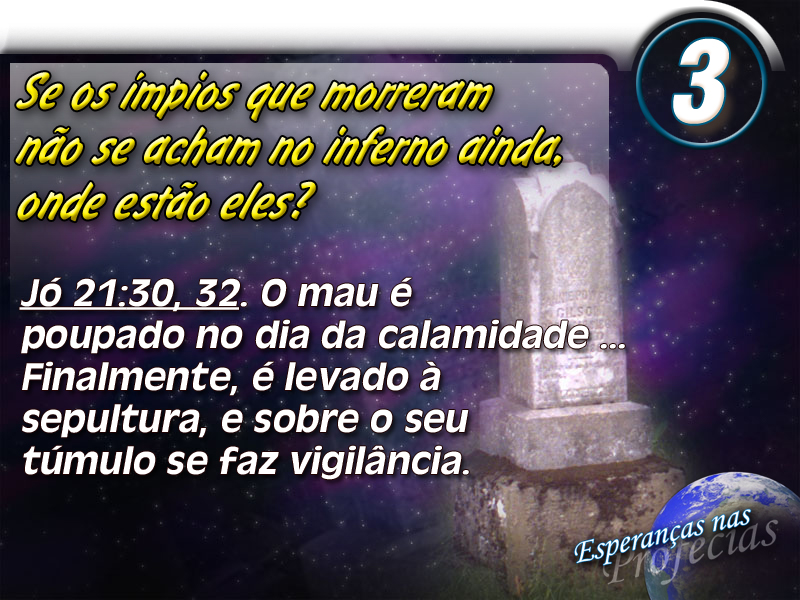 3
Se os ímpios que morreram
não se acham no inferno ainda,
onde estão eles?
Jó 21:30, 32. O mau é
poupado no dia da calamidade ...
Finalmente, é levado à
sepultura, e sobre o seu
túmulo se faz vigilância.
Esperanças nas
Profecias